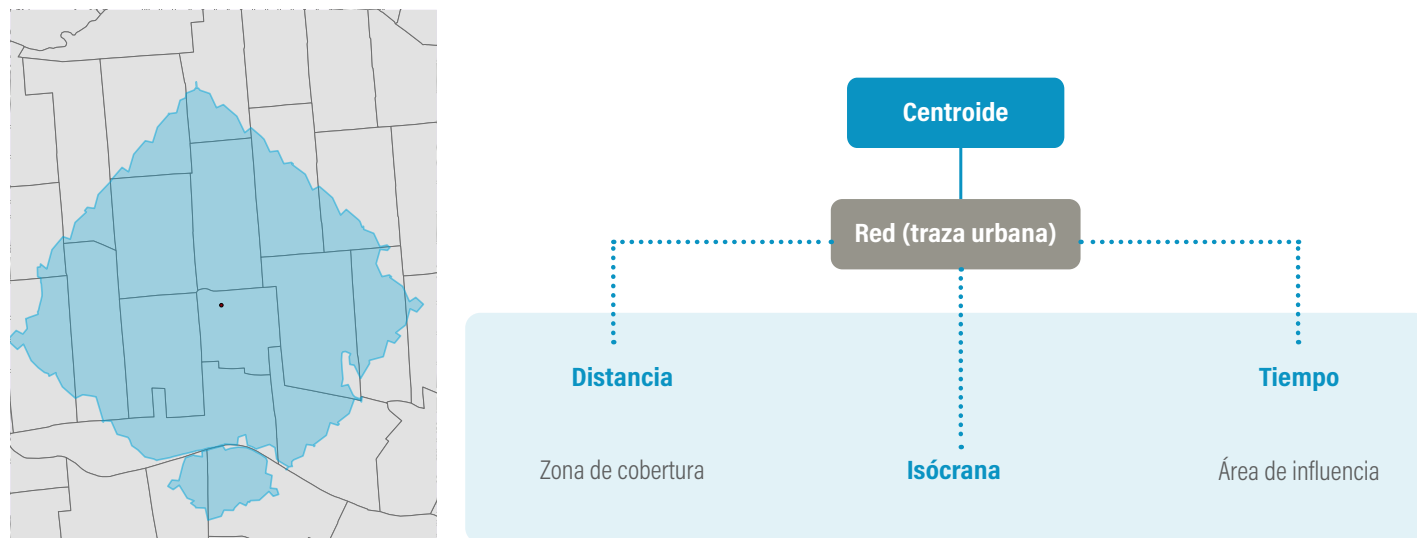 Centroide
Red (traza urbana)
Distancia
Tiempo
Zona de cobertura
Isócrana
Área de influencia